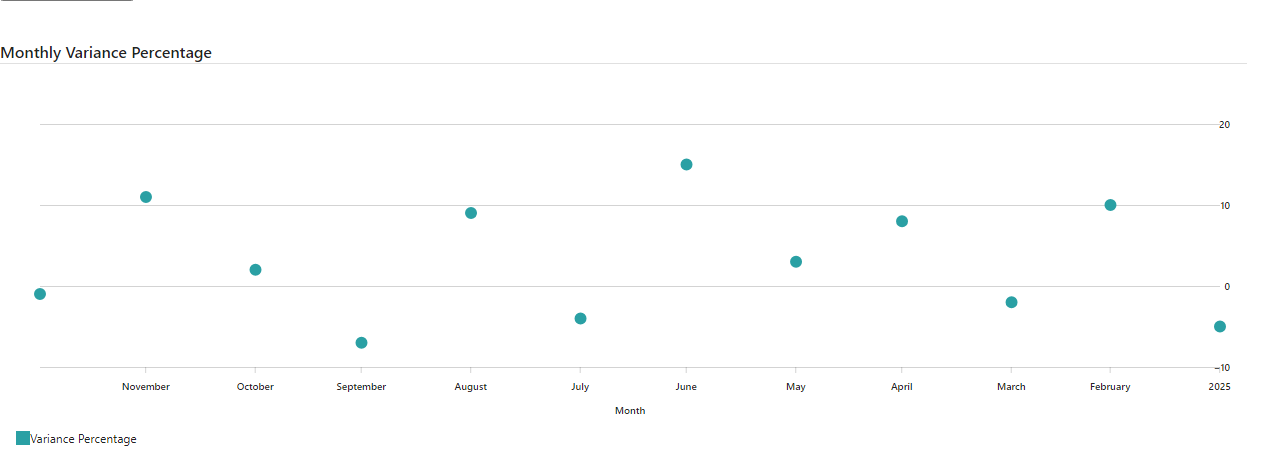 Monthly Variance Percentage
20
10
0
–10
November October September August July June May April March February 2025
Month
Variance Percentage